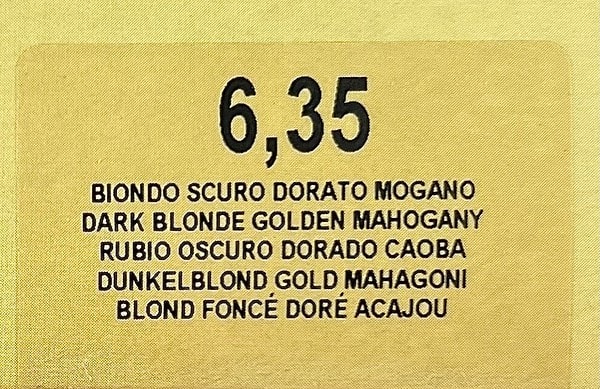 6,35
BIONDO SCURO DORATO MOGANO
DARK BLONDE GOLDEN MAHOGANY
RUBIO OSCURO DORADO CAOBA
DUNKELBLOND GOLD MAHAGONI
BLOND FONCÉ DORÉ ACAJOU